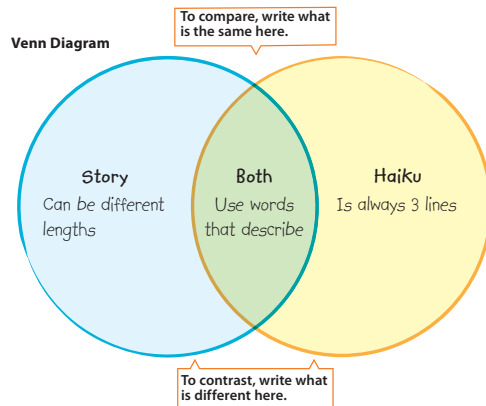 To compare, write what
is the same here.
Venn Diagram
Story
Can be different
lengths
Both
Use words
that describe
Haiku
Is always 3 lines
To contrast, write what
is different here.